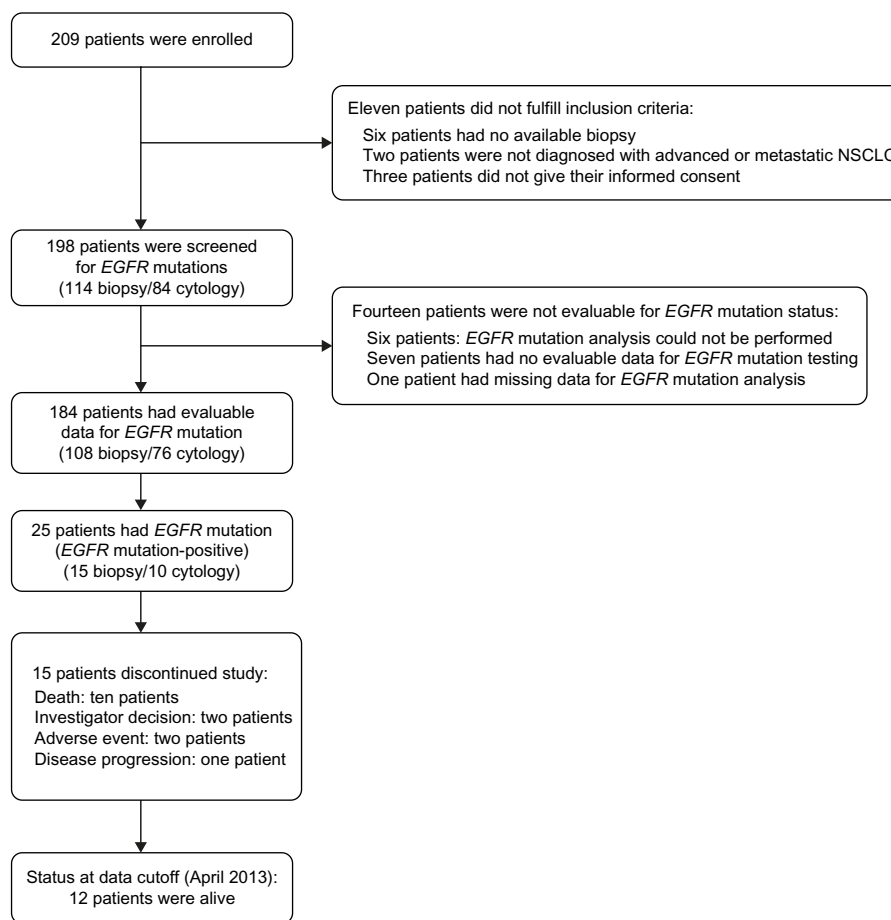 209 patients were enrolled
Eleven patients did not fulfill inclusion criteria:
Six patients had no available biopsy
Two patients were not diagnosed with advanced or metastatic NSCLC
Three patients did not give their informed consent
198 patients were screened
for EGFR mutations
(114 biopsy/84 cytology)
Fourteen patients were not evaluable for EGFR mutation status:
Six patients: EGFR mutation analysis could not be performed
Seven patients had no evaluable data for EGFR mutation testing
One patient had missing data for EGFR mutation analysis
184 patients had evaluable
data for EGFR mutation
(108 biopsy/76 cytology)
25 patients had EGFR mutation
(EGFR mutation-positive)
(15 biopsy/10 cytology)
15 patients discontinued study:
Death: ten patients
Investigator decision: two patients
Adverse event: two patients
Disease progression: one patient
Status at data cutoff (April 2013):
12 patients were alive